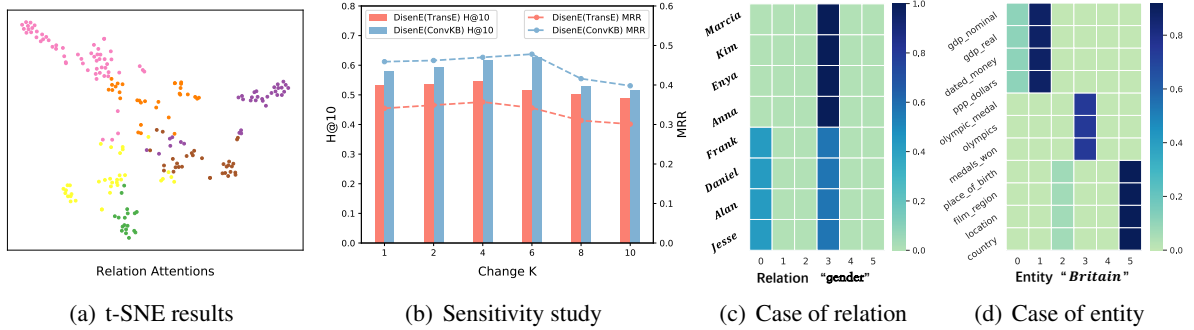 Relation Attentions
(a) t-SNE results
DisenE(TransE) H@10
DisenE(ConvKB) H@10
DisenE(TransE) MRR
DisenE(ConvKB) MRR
H@10
0.8
0.7
0.6
0.5
0.4
0.3
0.2
0.1
0.0
MRR
0.6
0.5
0.4
0.3
0.2
0.1
0.0
1 2 4 6 8 10
Change K
(b) Sensitivity study
Marcia
Kim
Enya
Anna
Frank
Daniel
Alan
Jesse
0 1 2 3 4 5
Relation "gender"
1.0
0.8
0.6
0.4
0.2
0.0
(c) Case of relation
gdp_nominal
gdp_real
dated_money
ppp_dollars
olympic_medal
olympics
medals_won
place_of_birth
film_region
location
country
0 1 2 3 4 5
Entity "Britain"
0.8
0.6
0.4
0.2
0.0
(d) Case of entity